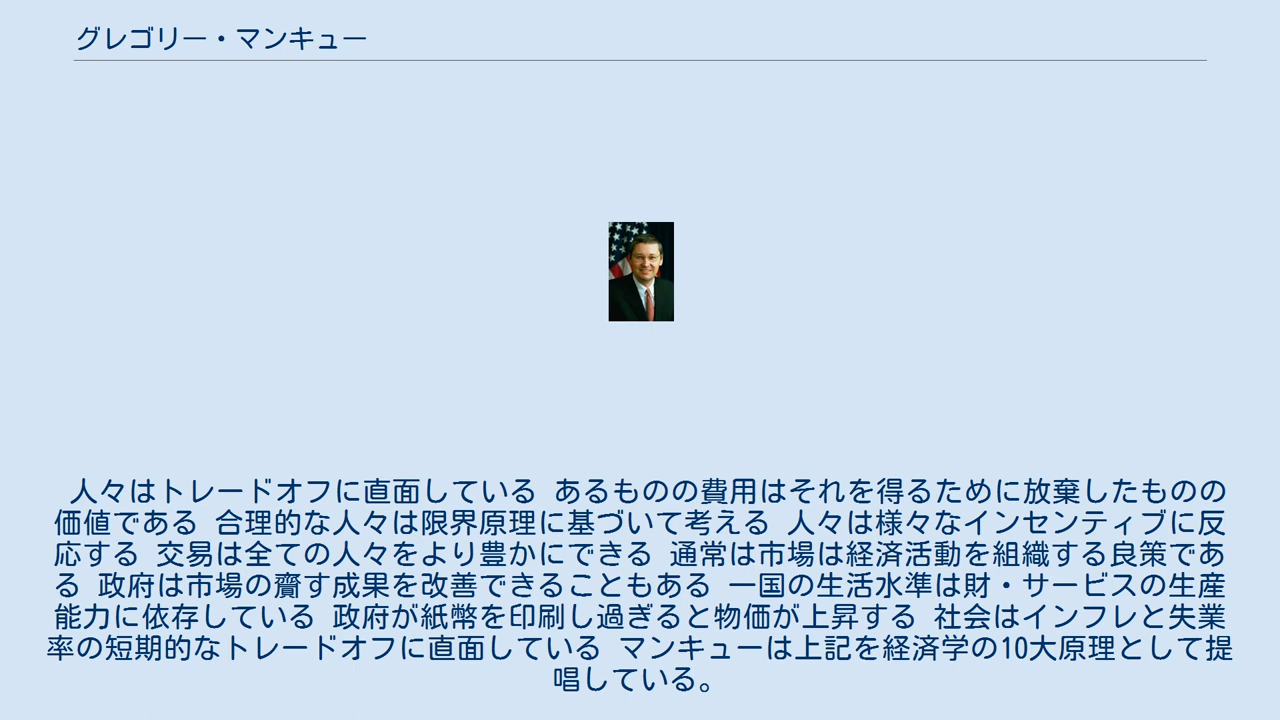 グレゴリー・マンキュー
人々はトレードオフに直面している あるものの費用はそれを得るために放棄したものの
価値である 合理的な人々は限界原理に基づいて考える 人々は様々なインセンティブに反
応する 交易は全ての人々をより豊かにできる 通常は市場は経済活動を組織する良策であ
る 政府は市場の齎す成果を改善できることもある 一国の生活水準は財・サービスの生産
能力に依存している 政府が紙幣を印刷し過ぎると物価が上昇する 社会はインフレと失業
率の短期的なトレードオフに直面している マンキューは上記を経済学の10大原理として提
唱している。